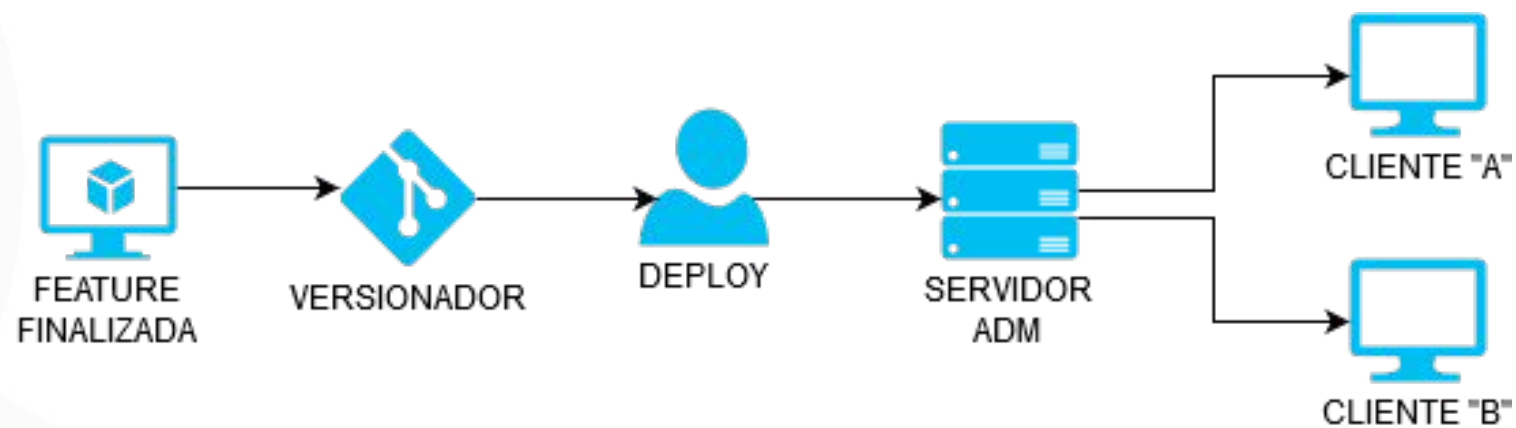 FEATURE
FINALIZADA
VERSIONADOR
DEPLOY
SERVIDOR
ADM
CLIENTE "A"
CLIENTE "B"